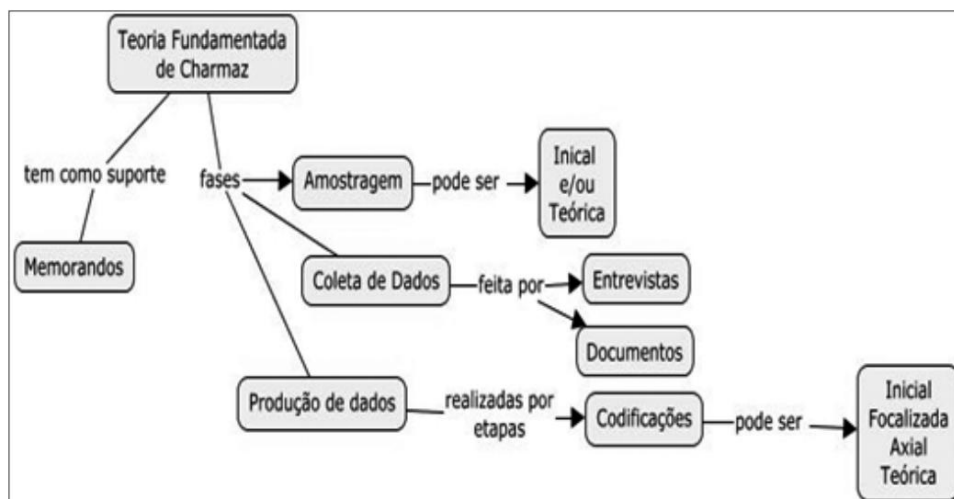 Teoria Fundamentada
de Charmaz
tem como suporte
Memorandos
fases
Amostragem
pode ser
Inical
e/ou
Teórica
Coleta de Dados
feita por
Entrevistas
Documentos
Produção de dados
realizadas por
etapas
Codificações
pode ser
Inicial
Focalizada
Axial
Teórica